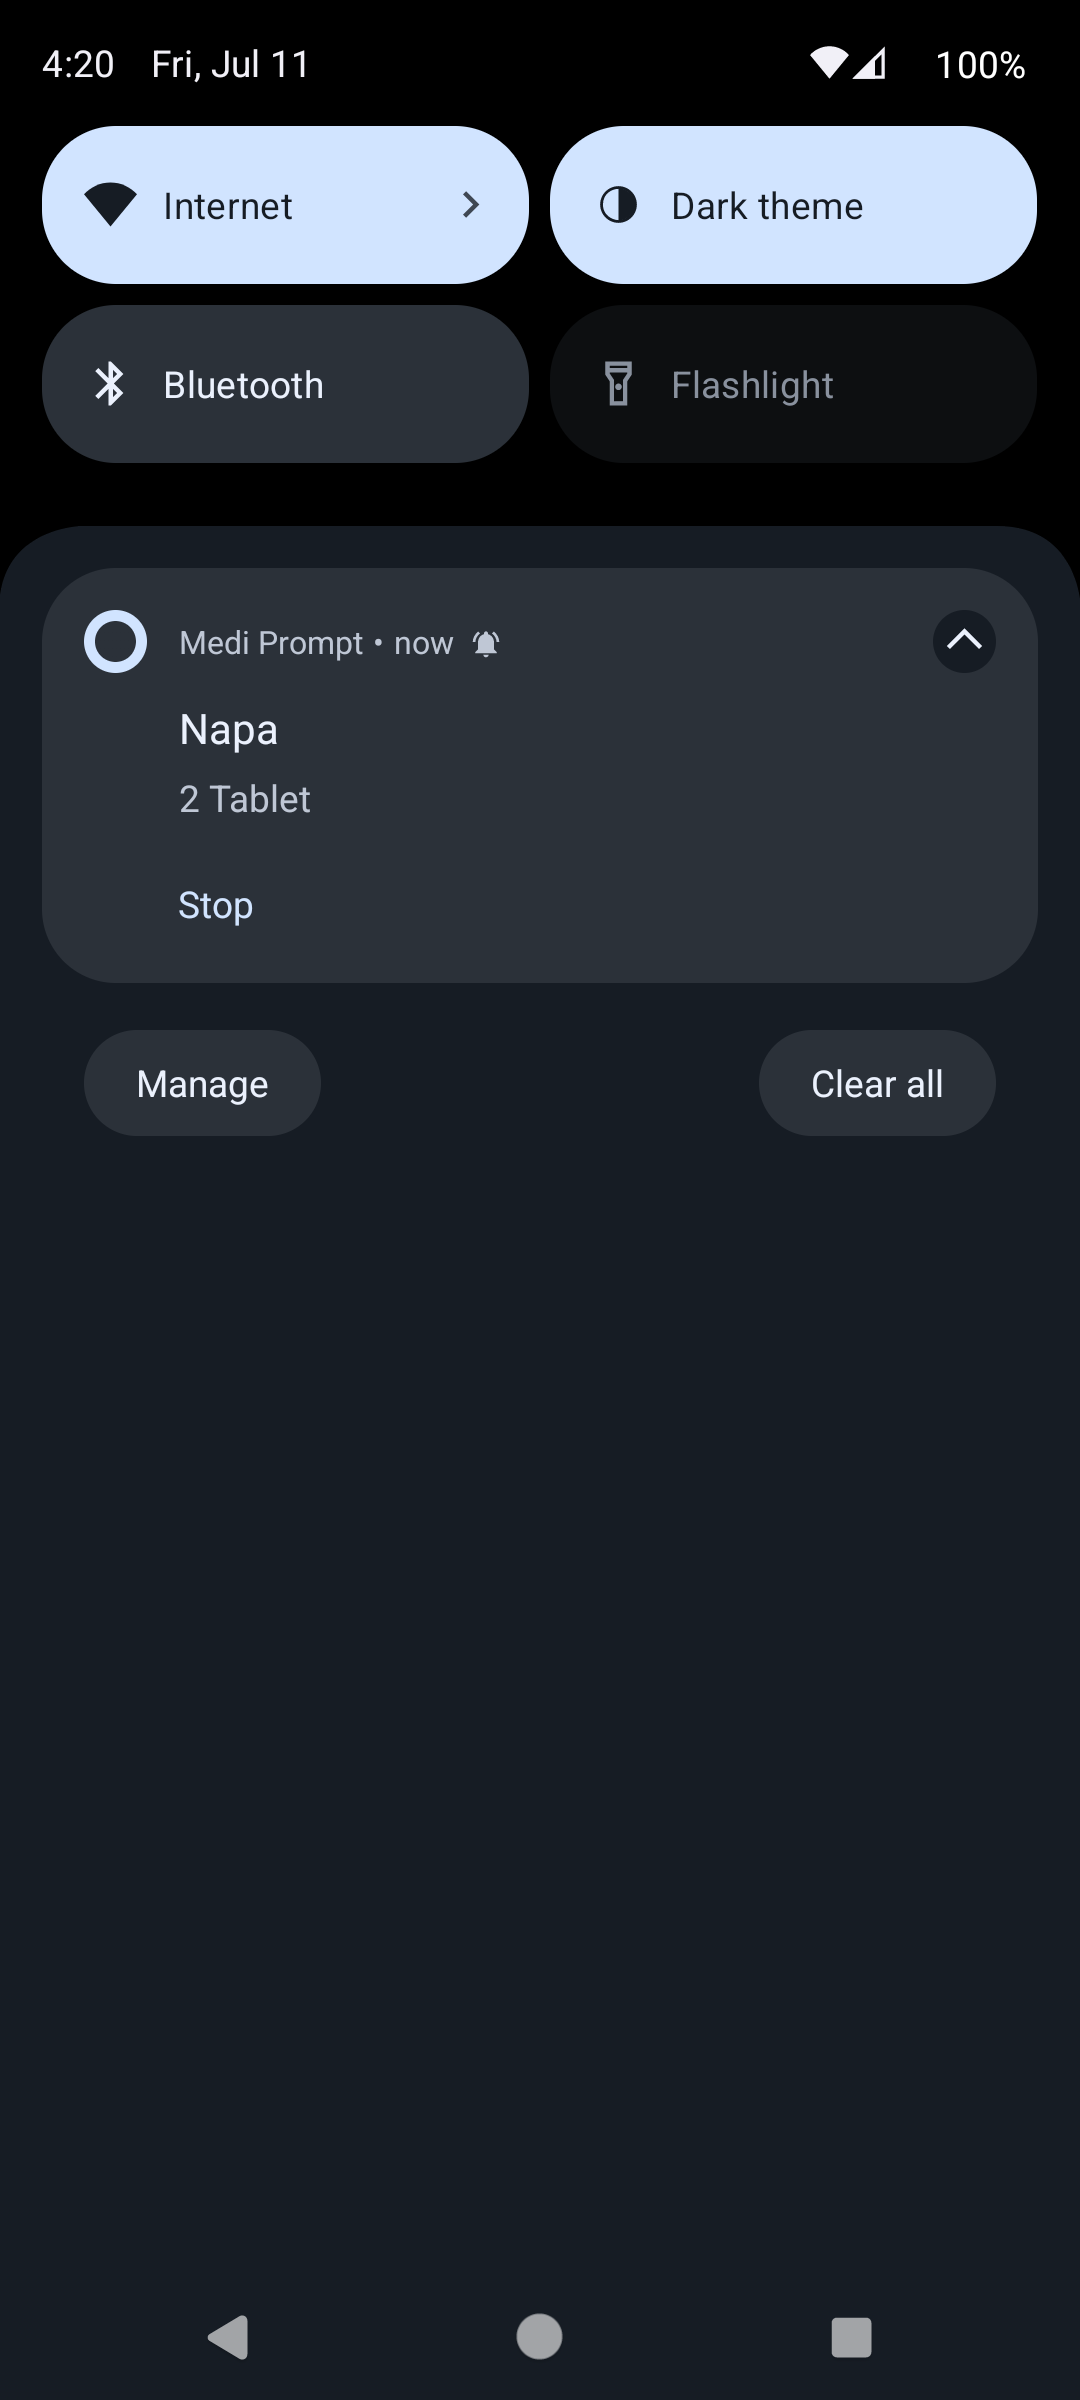 4:20 Fri, Jul 11 100%
Internet Dark theme
Bluetooth Flashlight
Medi Prompt • now
Napa
2 Tablet
Stop
Manage Clear all